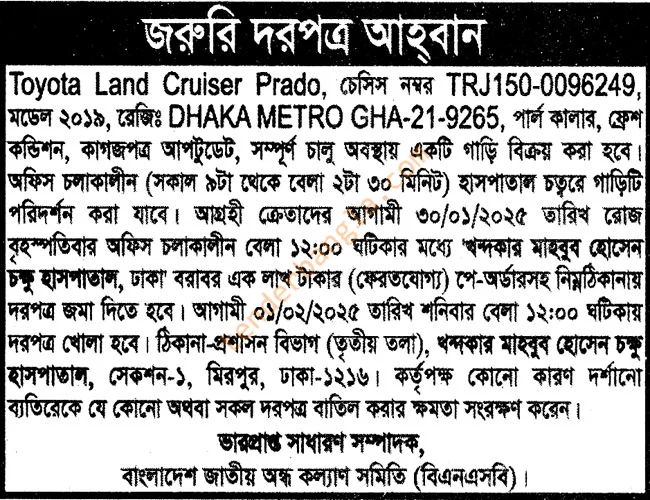 জরুরি দরপত্র আহ্বান
Toyota Land Cruiser Prado, চেসিস নম্বর TRJ150-0096249,
মডেল ২০১৯, রেজিঃ DHAKA METRO GHA-21-9265, পার্ল কালার, ফ্রেশ
কন্ডিশন, কাগজপত্র আপটুডেট, সম্পূর্ণ চালু অবস্থায় একটি গাড়ি বিক্রয় করা হবে।
অফিস চলাকালীন (সকাল ৯টা থেকে বেলা ২টা ৩০ মিনিট) হাসপাতাল চত্বরে গাড়িটি
পরিদর্শন করা যাবে। আগ্রহী ক্রেতাদের আগামী ৩০/০১/২০২৫ তারিখ রোজ
বৃহস্পতিবার অফিস চলাকালীন বেলা ১২:০০ ঘটিকার মধ্যে 'খন্দকার মাহবুব হোসেন
চক্ষু হাসপাতাল, ঢাকা' বরাবর এক লাখ টাকার (ফেরতযোগ্য) পে-অর্ডারসহ নিম্নঠিকানায়
দরপত্র জমা দিতে হবে। আগামী ০১/০২/২০২৫ তারিখ শনিবার বেলা ১২:০০ ঘটিকায়
দরপত্র খোলা হবে। ঠিকানা-প্রশাসন বিভাগ (তৃতীয় তলা), খন্দকার মাহবুব হোসেন চক্ষু
হাসপাতাল, সেকশন-১, মিরপুর, ঢাকা-১২১৬। কর্তৃপক্ষ কোনো কারণ দর্শানো
ব্যতিরেকে যে কোনো অথবা সকল দরপত্র বাতিল করার ক্ষমতা সংরক্ষণ করেন।
ভারপ্রাপ্ত সাধারণ সম্পাদক,
বাংলাদেশ জাতীয় অন্ধ কল্যাণ সমিতি (বিএনএসবি)।
tenderbangla.com